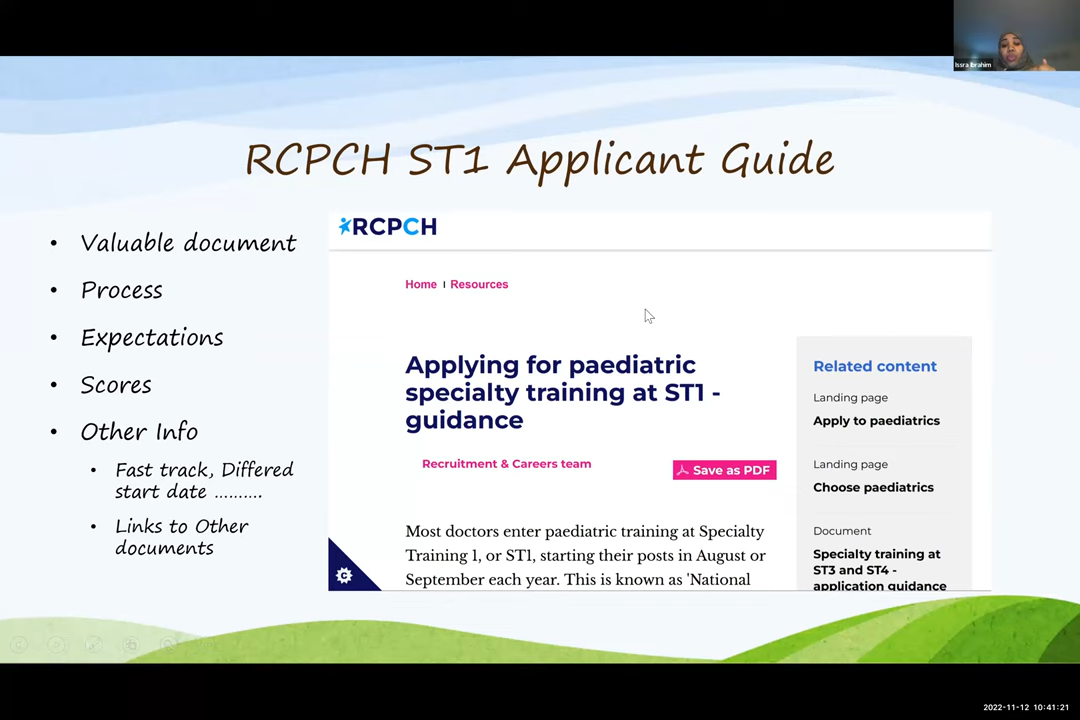 Issra Ibrahim
RCPCH ST1 Applicant Guide
• Valuable document
• Process
• Expectations
• Scores
• Other Info
• Fast track, Differed
start date ..........
• Links to Other
documents
RCPCH
Home | Resources
Applying for paediatric
specialty training at ST1 -
guidance
Recruitment & Careers team
Save as PDF
Most doctors enter paediatric training at Specialty
Training 1, or ST1, starting their posts in August or
September each year. This is known as 'National
Related content
Landing page
Apply to paediatrics
Landing page
Choose paediatrics
Document
Specialty training at
ST3 and ST4 -
application guidance
2022-11-12 10:41:21